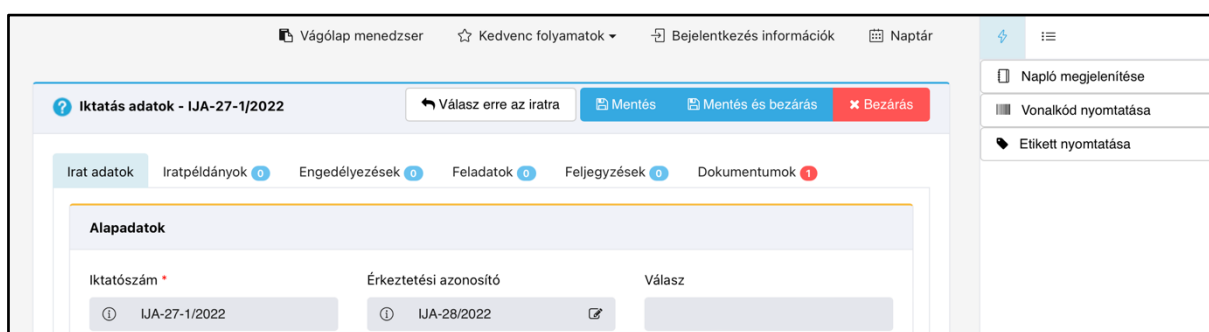 Vágólap menedzser Kedvenc folyamatok Bejelentkezés információk Naptár
Iktatás adatok - IJA-27-1/2022 Válasz erre az iratra Mentés Mentés és bezárás Bezárás
Irat adatok Iratpéldányok 0 Engedélyezések 0 Feladatok 0 Feljegyzések 0 Dokumentumok 1
Alapadatok
Iktatószám * Érkeztetési azonosító Válasz
IJA-27-1/2022 IJA-28/2022
Napló megjelenítése
Vonalkód nyomtatása
Etikett nyomtatása